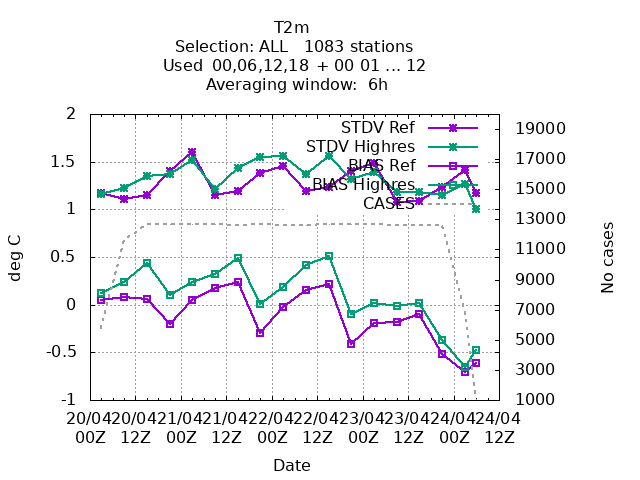 T2m
Selection: ALL   1083 stations
Used  00,06,12,18  + 00 01 ... 12
Averaging window:  6h
STDV Ref
STDV Highres
BIAS Ref
BIAS Highres
CASES
2
1.5
1
0.5
0
-0.5
-1
deg C
19000
17000
15000
13000
11000
9000
7000
5000
3000
1000
No cases
20/04 20/04 21/04 21/04 22/04 22/04 23/04 23/04 24/04 24/04
00Z 12Z 00Z 12Z 00Z 12Z 00Z 12Z 00Z 12Z
Date